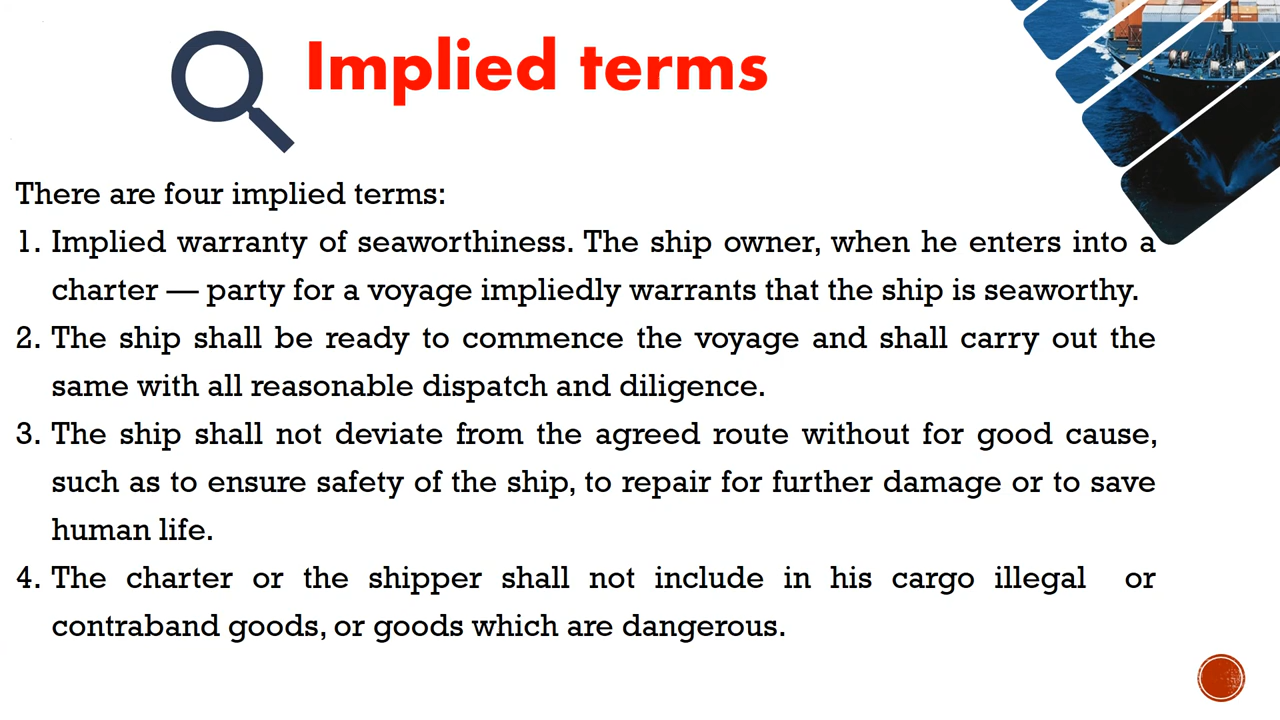 Implied terms
There are four implied terms:
1. Implied warranty of seaworthiness. The ship owner, when he enters into a
charter — party for a voyage impliedly warrants that the ship is seaworthy.
2. The ship shall be ready to commence the voyage and shall carry out the
same with all reasonable dispatch and diligence.
3. The ship shall not deviate from the agreed route without for good cause,
such as to ensure safety of the ship, to repair for further damage or to save
human life.
4. The charter or the shipper shall not include in his cargo illegal or
contraband goods, or goods which are dangerous.